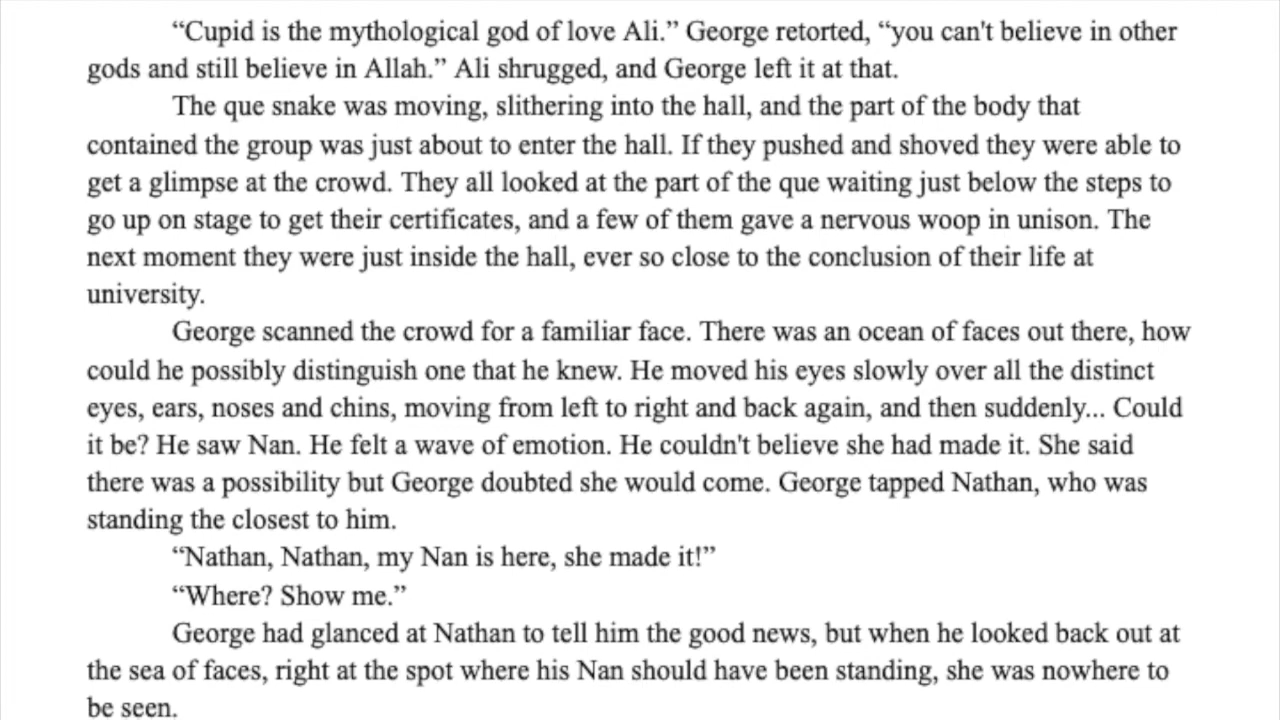 “Cupid is the mythological god of love Ali.” George retorted, “you can't believe in other
gods and still believe in Allah.” Ali shrugged, and George left it at that.
The que snake was moving, slithering into the hall, and the part of the body that
contained the group was just about to enter the hall. If they pushed and shoved they were able to
get a glimpse at the crowd. They all looked at the part of the que waiting just below the steps to
go up on stage to get their certificates, and a few of them gave a nervous woop in unison. The
next moment they were just inside the hall, ever so close to the conclusion of their life at
university.
George scanned the crowd for a familiar face. There was an ocean of faces out there, how
could he possibly distinguish one that he knew. He moved his eyes slowly over all the distinct
eyes, ears, noses and chins, moving from left to right and back again, and then suddenly... Could
it be? He saw Nan. He felt a wave of emotion. He couldn't believe she had made it. She said
there was a possibility but George doubted she would come. George tapped Nathan, who was
standing the closest to him.
“Nathan, Nathan, my Nan is here, she made it!”
“Where? Show me.”
George had glanced at Nathan to tell him the good news, but when he looked back out at
the sea of faces, right at the spot where his Nan should have been standing, she was nowhere to
be seen.